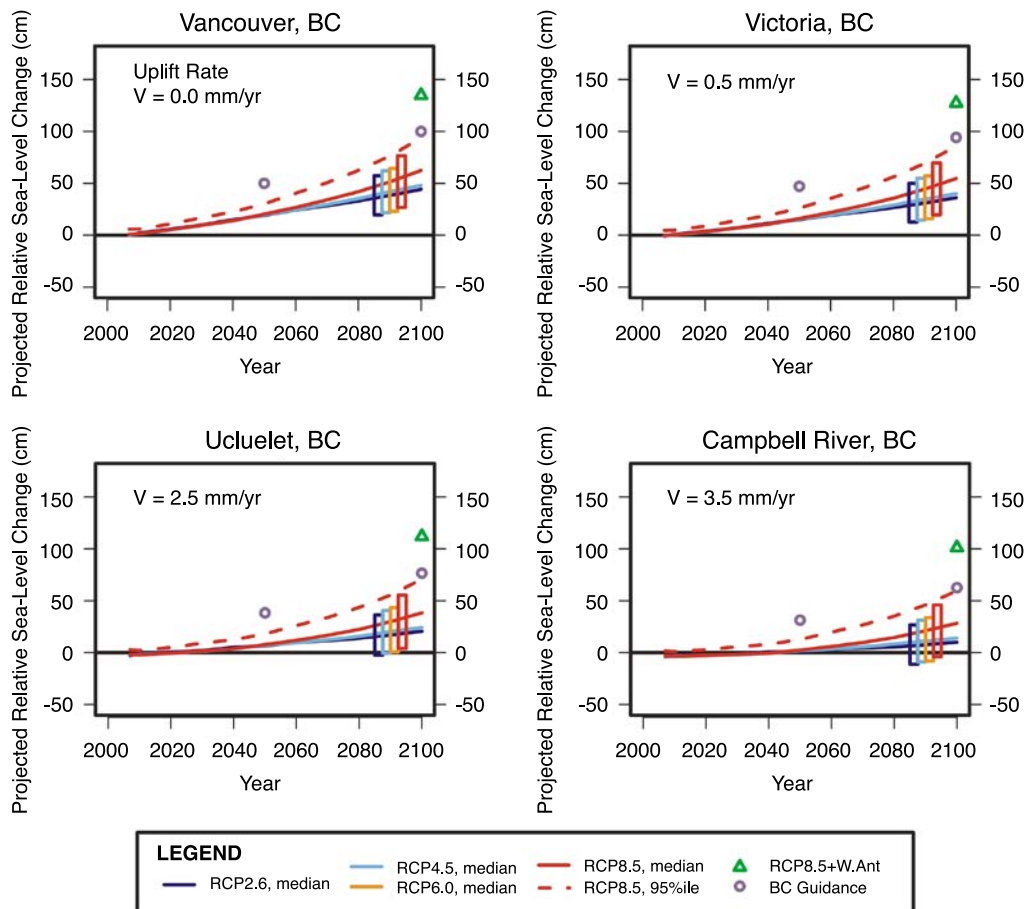 Vancouver, BC
Projected Relative Sea-Level Change (cm)
Uplift Rate
V = 0.0 mm/yr
150
100
50
0
-50
150
100
50
0
-50
2000 2020 2040 2060 2080 2100
Year
Victoria, BC
Projected Relative Sea-Level Change (cm)
V = 0.5 mm/yr
150
100
50
0
-50
150
100
50
0
-50
2000 2020 2040 2060 2080 2100
Year
Ucluelet, BC
Projected Relative Sea-Level Change (cm)
V = 2.5 mm/yr
150
100
50
0
-50
150
100
50
0
-50
2000 2020 2040 2060 2080 2100
Year
Campbell River, BC
Projected Relative Sea-Level Change (cm)
V = 3.5 mm/yr
150
100
50
0
-50
150
100
50
0
-50
2000 2020 2040 2060 2080 2100
Year
LEGEND
RCP2.6, median
RCP4.5, median
RCP6.0, median
RCP8.5, median
RCP8.5, 95%ile
RCP8.5+W.Ant
BC Guidance